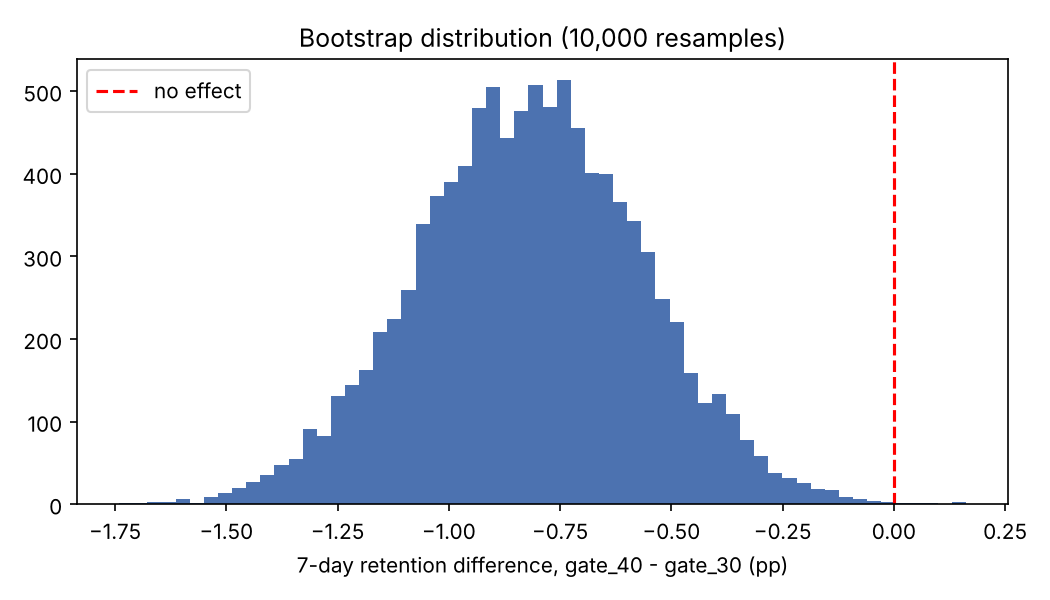 Bootstrap distribution (10,000 resamples)
no effect
500
400
300
200
100
0
−1.75 −1.50 −1.25 −1.00 −0.75 −0.50 −0.25 0.00 0.25
7-day retention difference, gate_40 - gate_30 (pp)